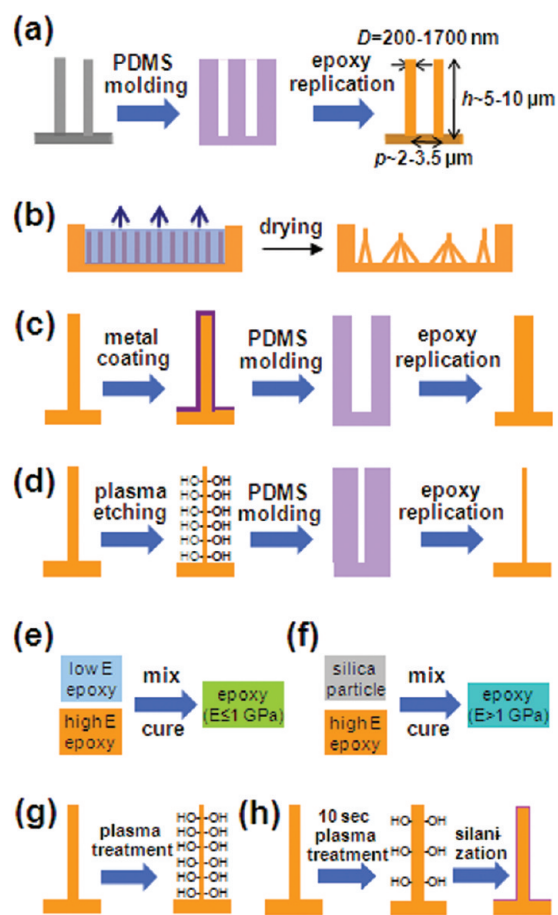 (a)
PDMS
molding
epoxy
replication
D=200-1700 nm
h~5-10 µm
p~2-3.5 µm
(b)
drying
(c)
metal
coating
PDMS
molding
epoxy
replication
(d)
plasma
etching
HO OH
HO OH
HO OH
HO OH
HO OH
HO OH
PDMS
molding
epoxy
replication
(e)
low E
epoxy
high E
epoxy
mix
cure
epoxy
(E≤1 GPa)
(f)
silica
particle
high E
epoxy
mix
cure
epoxy
(E>1 GPa)
(g)
plasma
treatment
HO OH
HO OH
HO OH
HO OH
HO OH
HO OH
(h)
10 sec
plasma
treatment
HO OH
HO OH
HO OH
silani-
zation